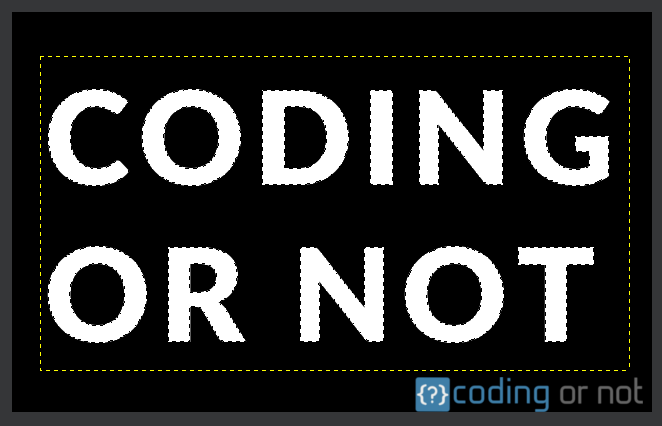 CODING
OR NOT
{?} coding or not